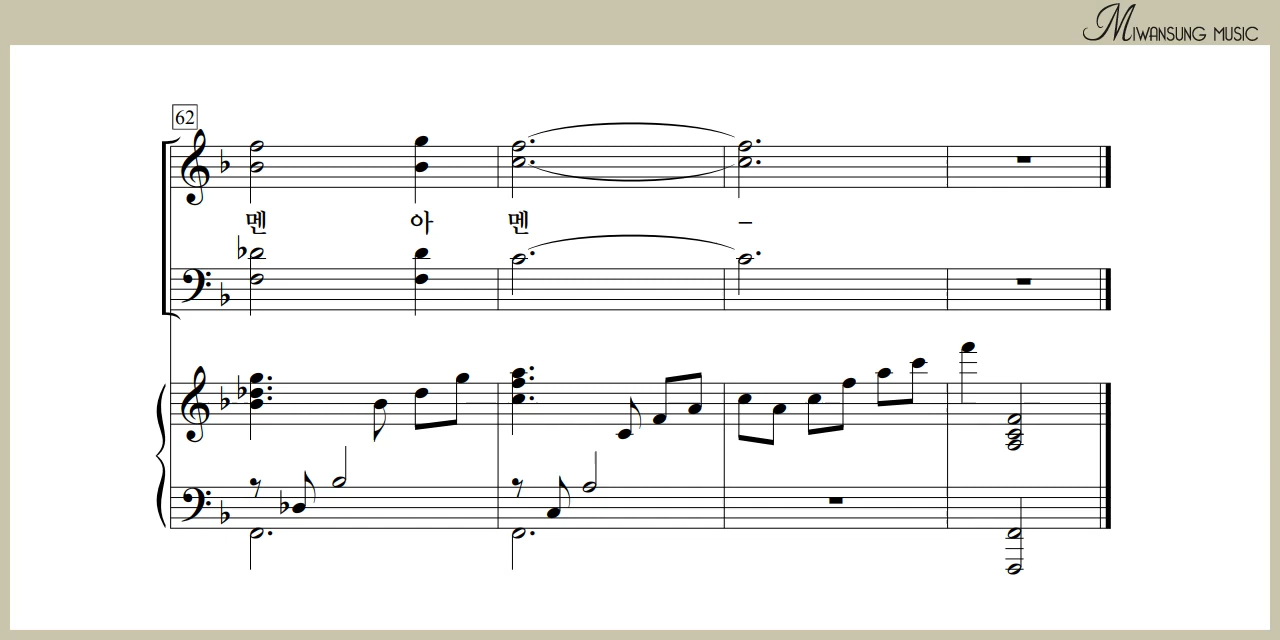 Miwansung Music
62
멘 아 멘 –